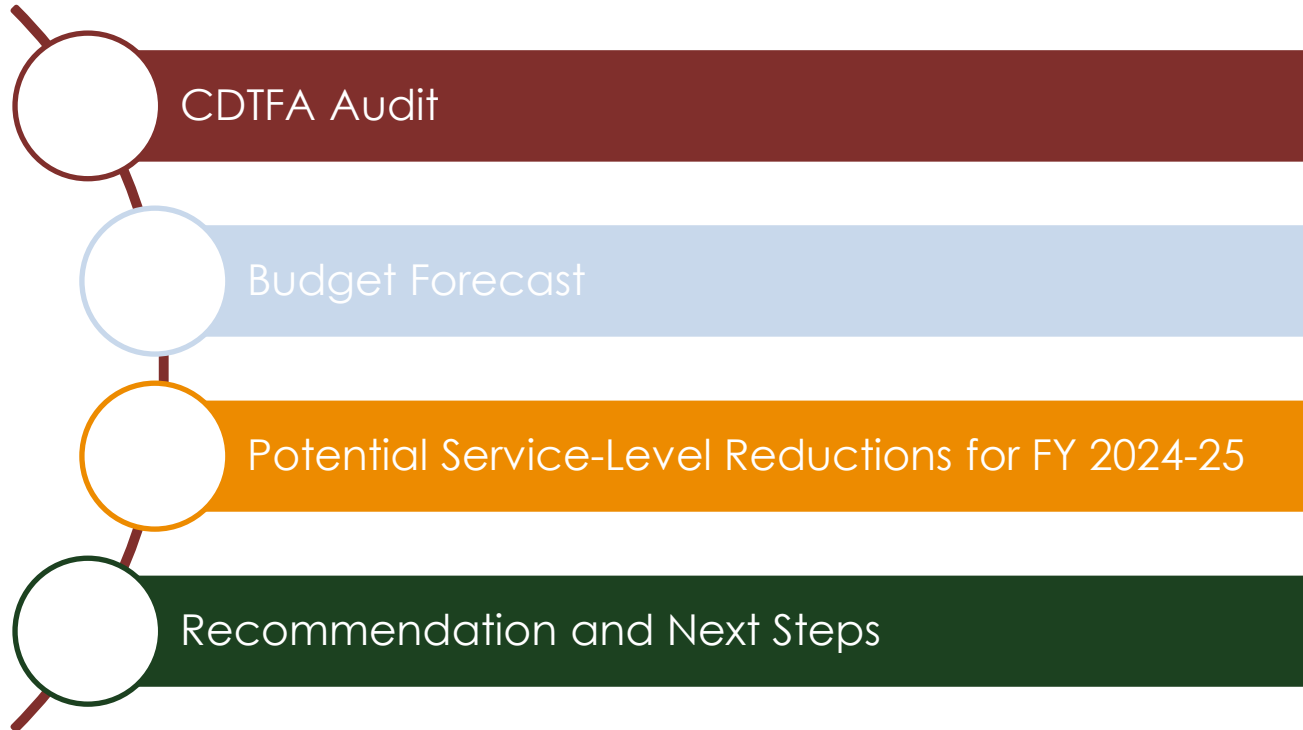 CDTFA Audit
Budget Forecast
Potential Service-Level Reductions for FY 2024-25
Recommendation and Next Steps